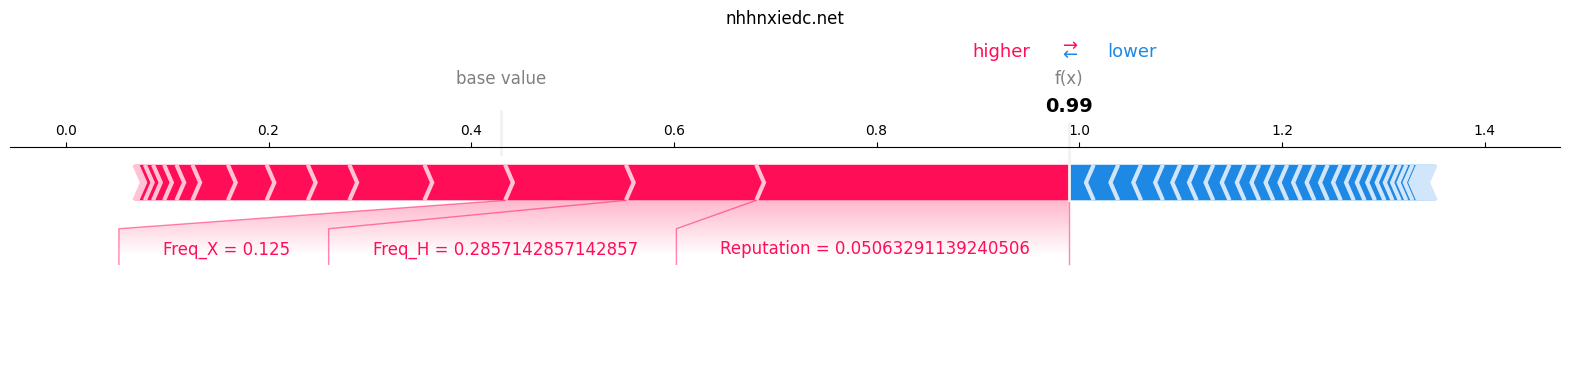 nhhnxiedc.net
higher → lower
←
base value f(x)
0.99
0.0 0.2 0.4 0.6 0.8 1.0 1.2 1.4
Freq_X = 0.125 Freq_H = 0.2857142857142857 Reputation = 0.05063291139240506